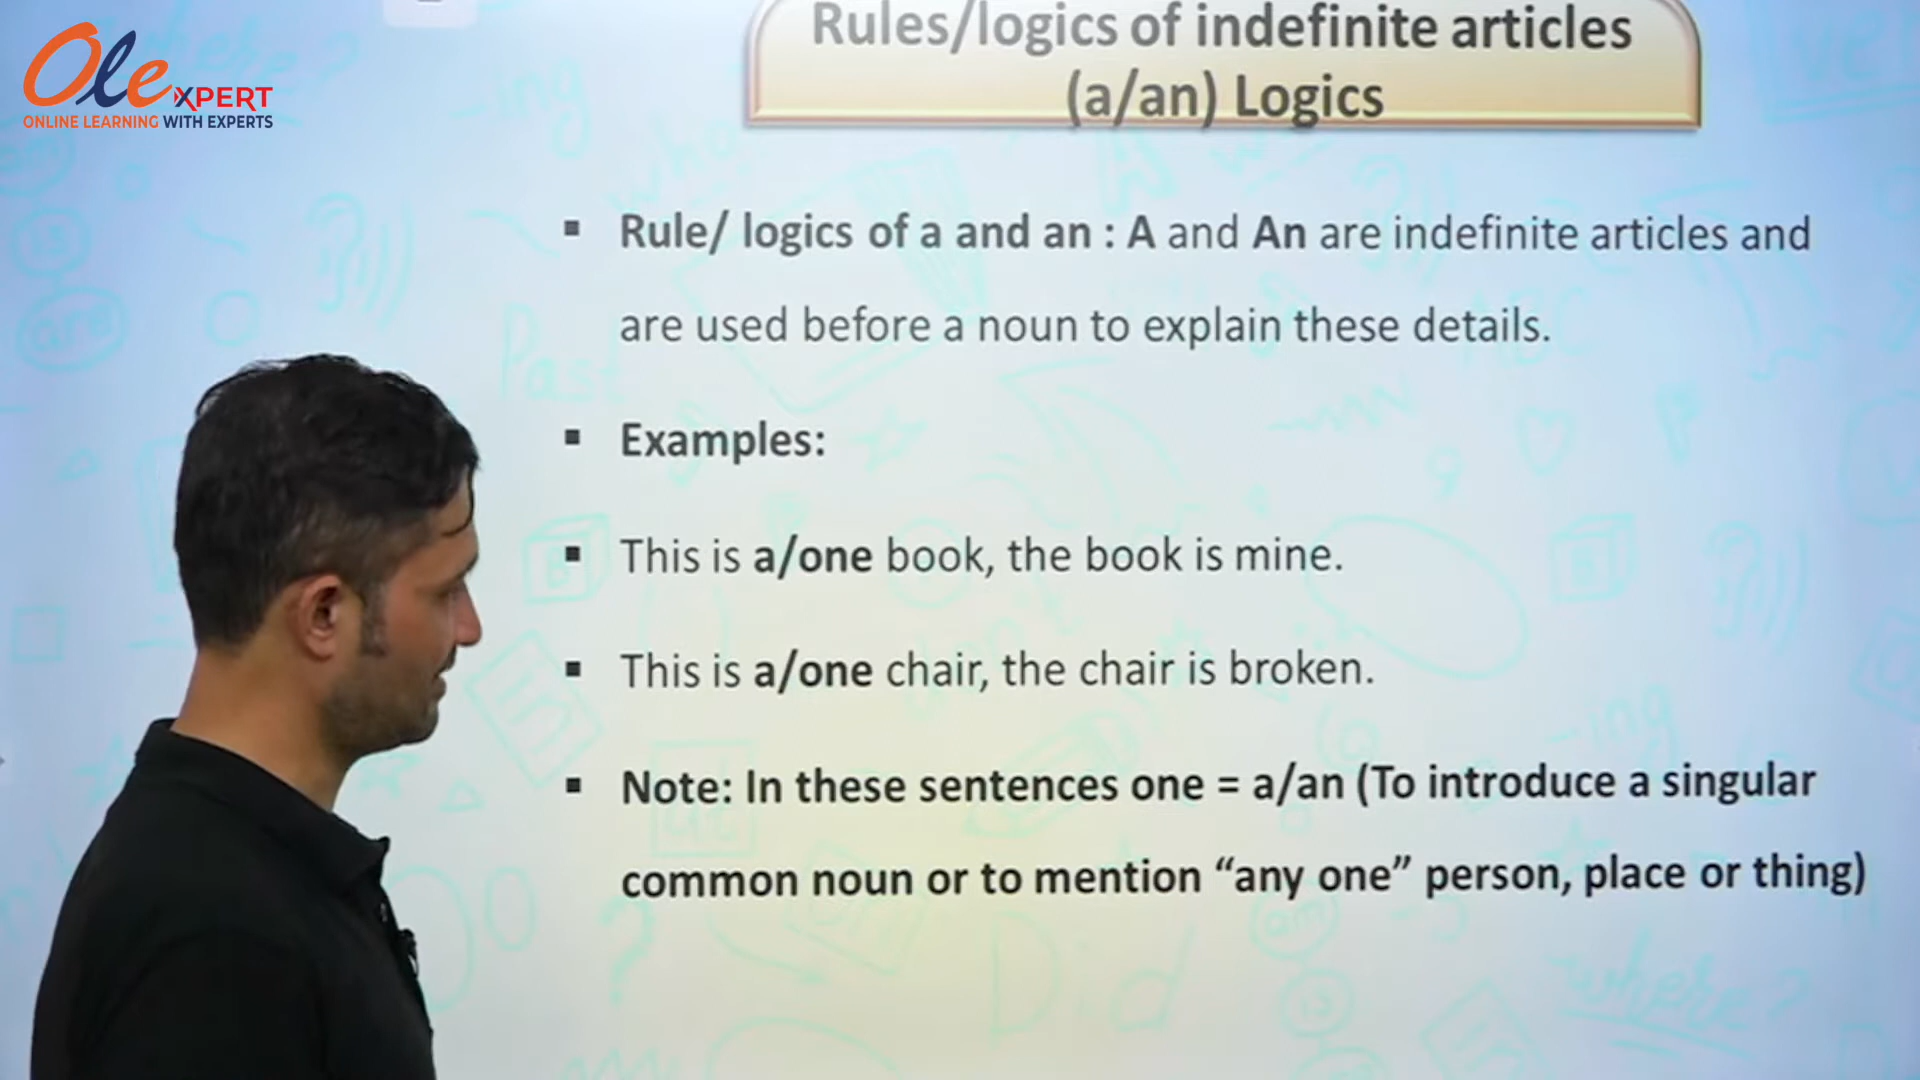 Ole XPERT
ONLINE LEARNING WITH EXPERTS
Rules/logics of indefinite articles
(a/an) Logics
▪ Rule/ logics of a and an : A and An are indefinite articles and
are used before a noun to explain these details.
▪ Examples:
▪ This is a/one book, the book is mine.
▪ This is a/one chair, the chair is broken.
▪ Note: In these sentences one = a/an (To introduce a singular
common noun or to mention “any one” person, place or thing)